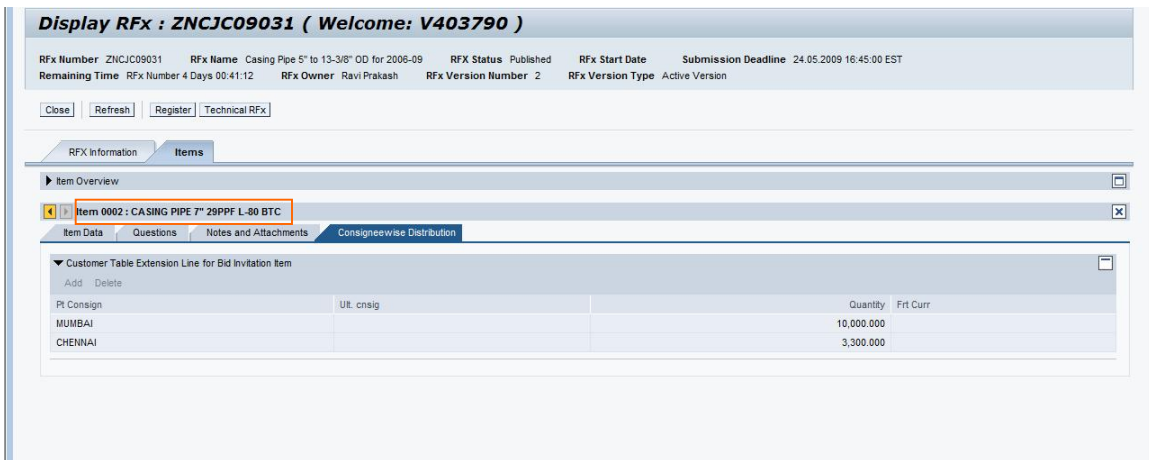 Display RFx : ZNCJC09031 ( Welcome: V403790 )
RFx Number ZNCJC09031 RFx Name Casing Pipe 5" to 13-3/8" OD for 2006-09 RFX Status Published RFx Start Date Submission Deadline 24.05.2009 16:45:00 EST
Remaining Time RFx Number 4 Days 00:41:12 RFx Owner Ravi Prakash RFx Version Number 2 RFx Version Type Active Version
Close Refresh Register Technical RFx
RFX Information Items
Item Overview
Item 0002 : CASING PIPE 7" 29PPF L-80 BTC
Item Data Questions Notes and Attachments Consigneewise Distribution
Customer Table Extension Line for Bid Invitation Item
Add Delete
Pt Consign Ult. cnsig Quantity Frt Curr
MUMBAI 10,000.000
CHENNAI 3,300.000